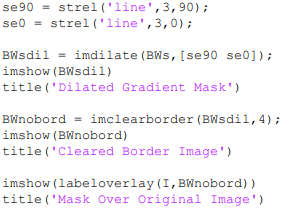 se90 = strel('line',3,90);
se0 = strel('line',3,0);
BWsdil = imdilate(BWs,[se90 se0]);
imshow(BWsdil)
title('Dilated Gradient Mask')
BWnobord = imclearborder(BWsdil,4);
imshow(BWnobord)
title('Cleared Border Image')
imshow(labeloverlay(I,BWnobord))
title('Mask Over Original Image')